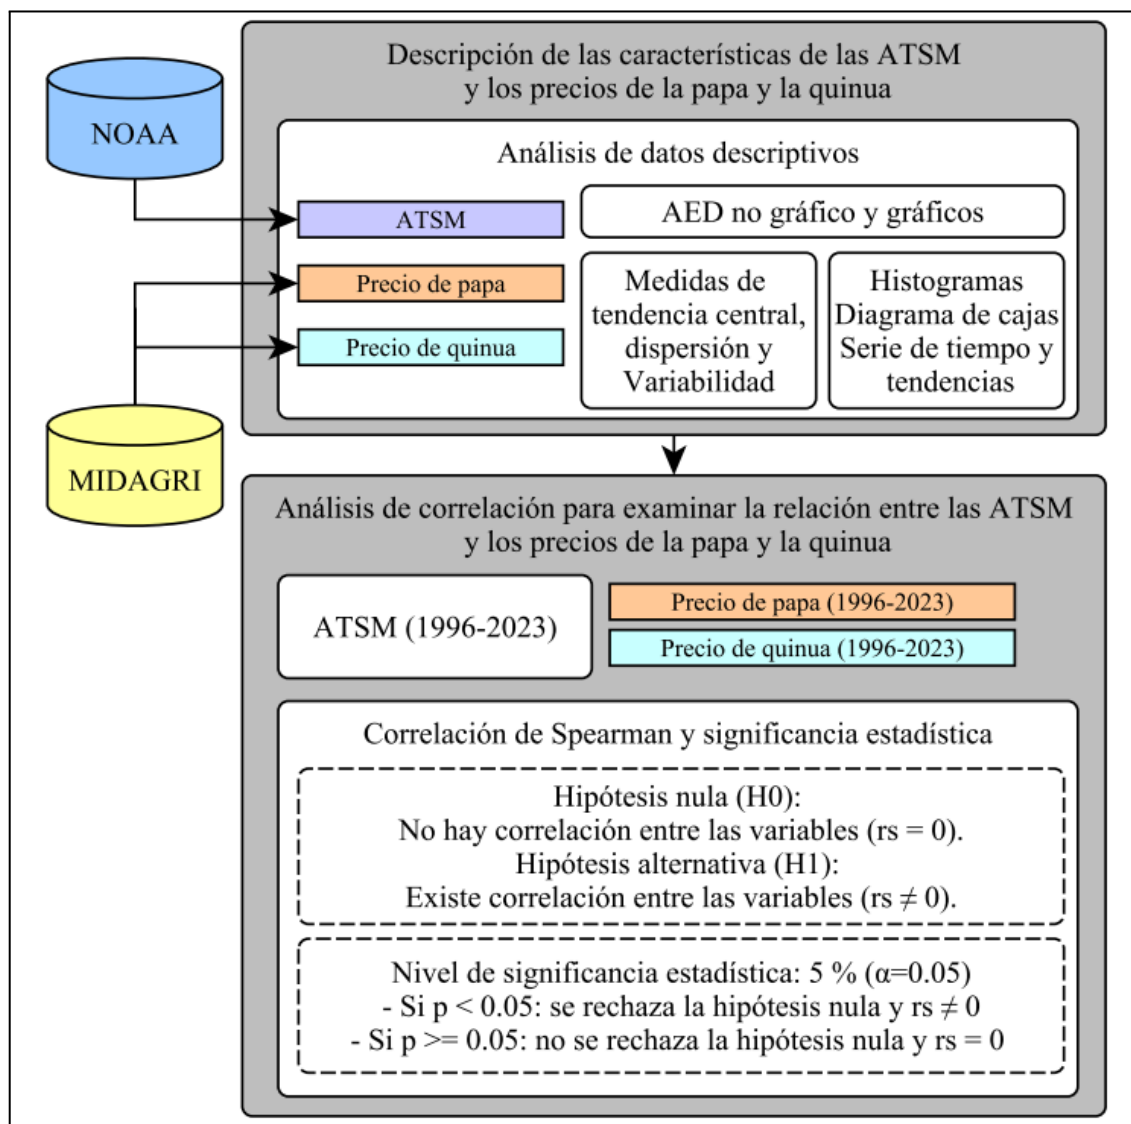 Descripción de las características de las ATSM
y los precios de la papa y la quinua
NOAA
Análisis de datos descriptivos
ATSM
AED no gráfico y gráficos
Precio de papa
Precio de quinua
Medidas de
tendencia central,
dispersión y
Variabilidad
Histogramas
Diagrama de cajas
Serie de tiempo y
tendencias
MIDAGRI
Análisis de correlación para examinar la relación entre las ATSM
y los precios de la papa y la quinua
ATSM (1996-2023)
Precio de papa (1996-2023)
Precio de quinua (1996-2023)
Correlación de Spearman y significancia estadística
Hipótesis nula (H0):
No hay correlación entre las variables (rs = 0).
Hipótesis alternativa (H1):
Existe correlación entre las variables (rs ≠ 0).
Nivel de significancia estadística: 5 % (α=0.05)
- Si p < 0.05: se rechaza la hipótesis nula y rs ≠ 0
- Si p >= 0.05: no se rechaza la hipótesis nula y rs = 0